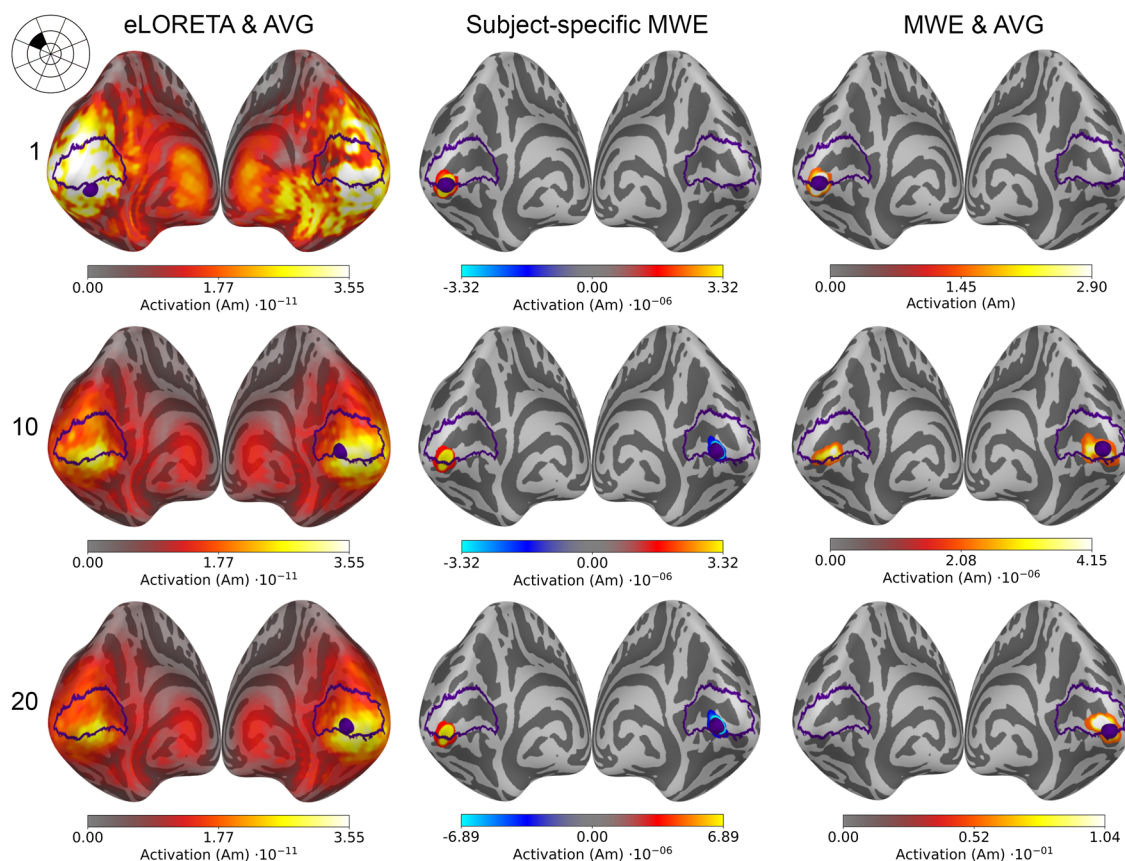 eLORETA & AVG Subject-specific MWE MWE & AVG
1
0.00 1.77 3.55 -3.32 0.00 3.32 0.00 1.45 2.90
Activation (Am) ·10⁻¹¹ Activation (Am) ·10⁻⁰⁶ Activation (Am)
10
0.00 1.77 3.55 -3.32 0.00 3.32 0.00 2.08 4.15
Activation (Am) ·10⁻¹¹ Activation (Am) ·10⁻⁰⁶ Activation (Am) ·10⁻⁰⁶
20
0.00 1.77 3.55 -6.89 0.00 6.89 0.00 0.52 1.04
Activation (Am) ·10⁻¹¹ Activation (Am) ·10⁻⁰⁶ Activation (Am) ·10⁻⁰¹